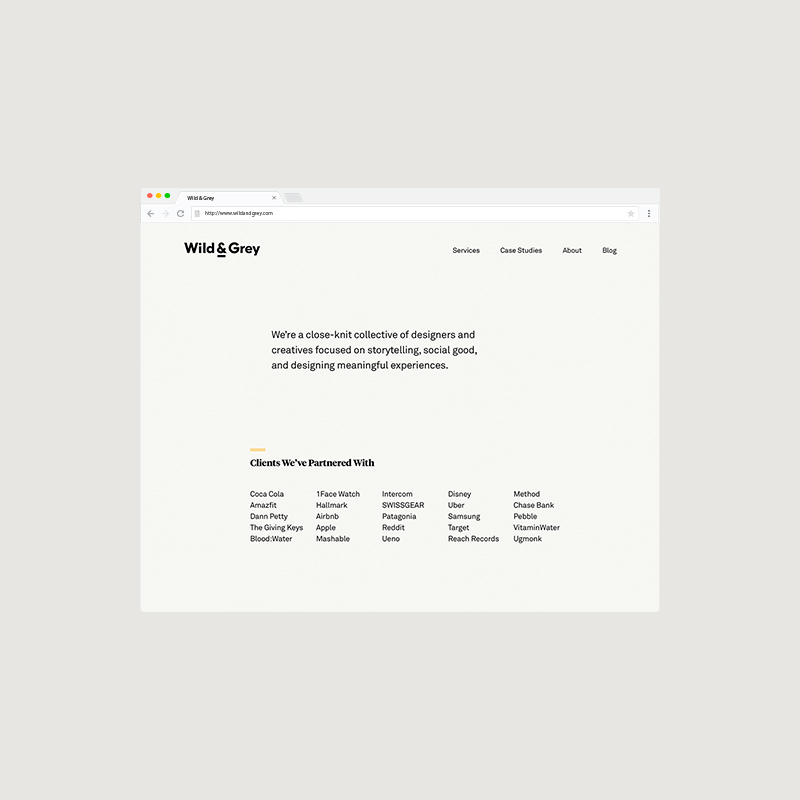 Wild & Grey
http://www.wildandgrey.com
Wild & Grey
Services Case Studies About Blog
We're a close-knit collective of designers and
creatives focused on storytelling, social good,
and designing meaningful experiences.
Clients We've Partnered With
Coca Cola 1Face Watch Intercom Disney Method
Amazfit Hallmark SWISSGEAR Uber Chase Bank
Dann Petty Airbnb Patagonia Samsung Pebble
The Giving Keys Apple Reddit Target VitaminWater
Blood:Water Mashable Ueno Reach Records Ugmonk